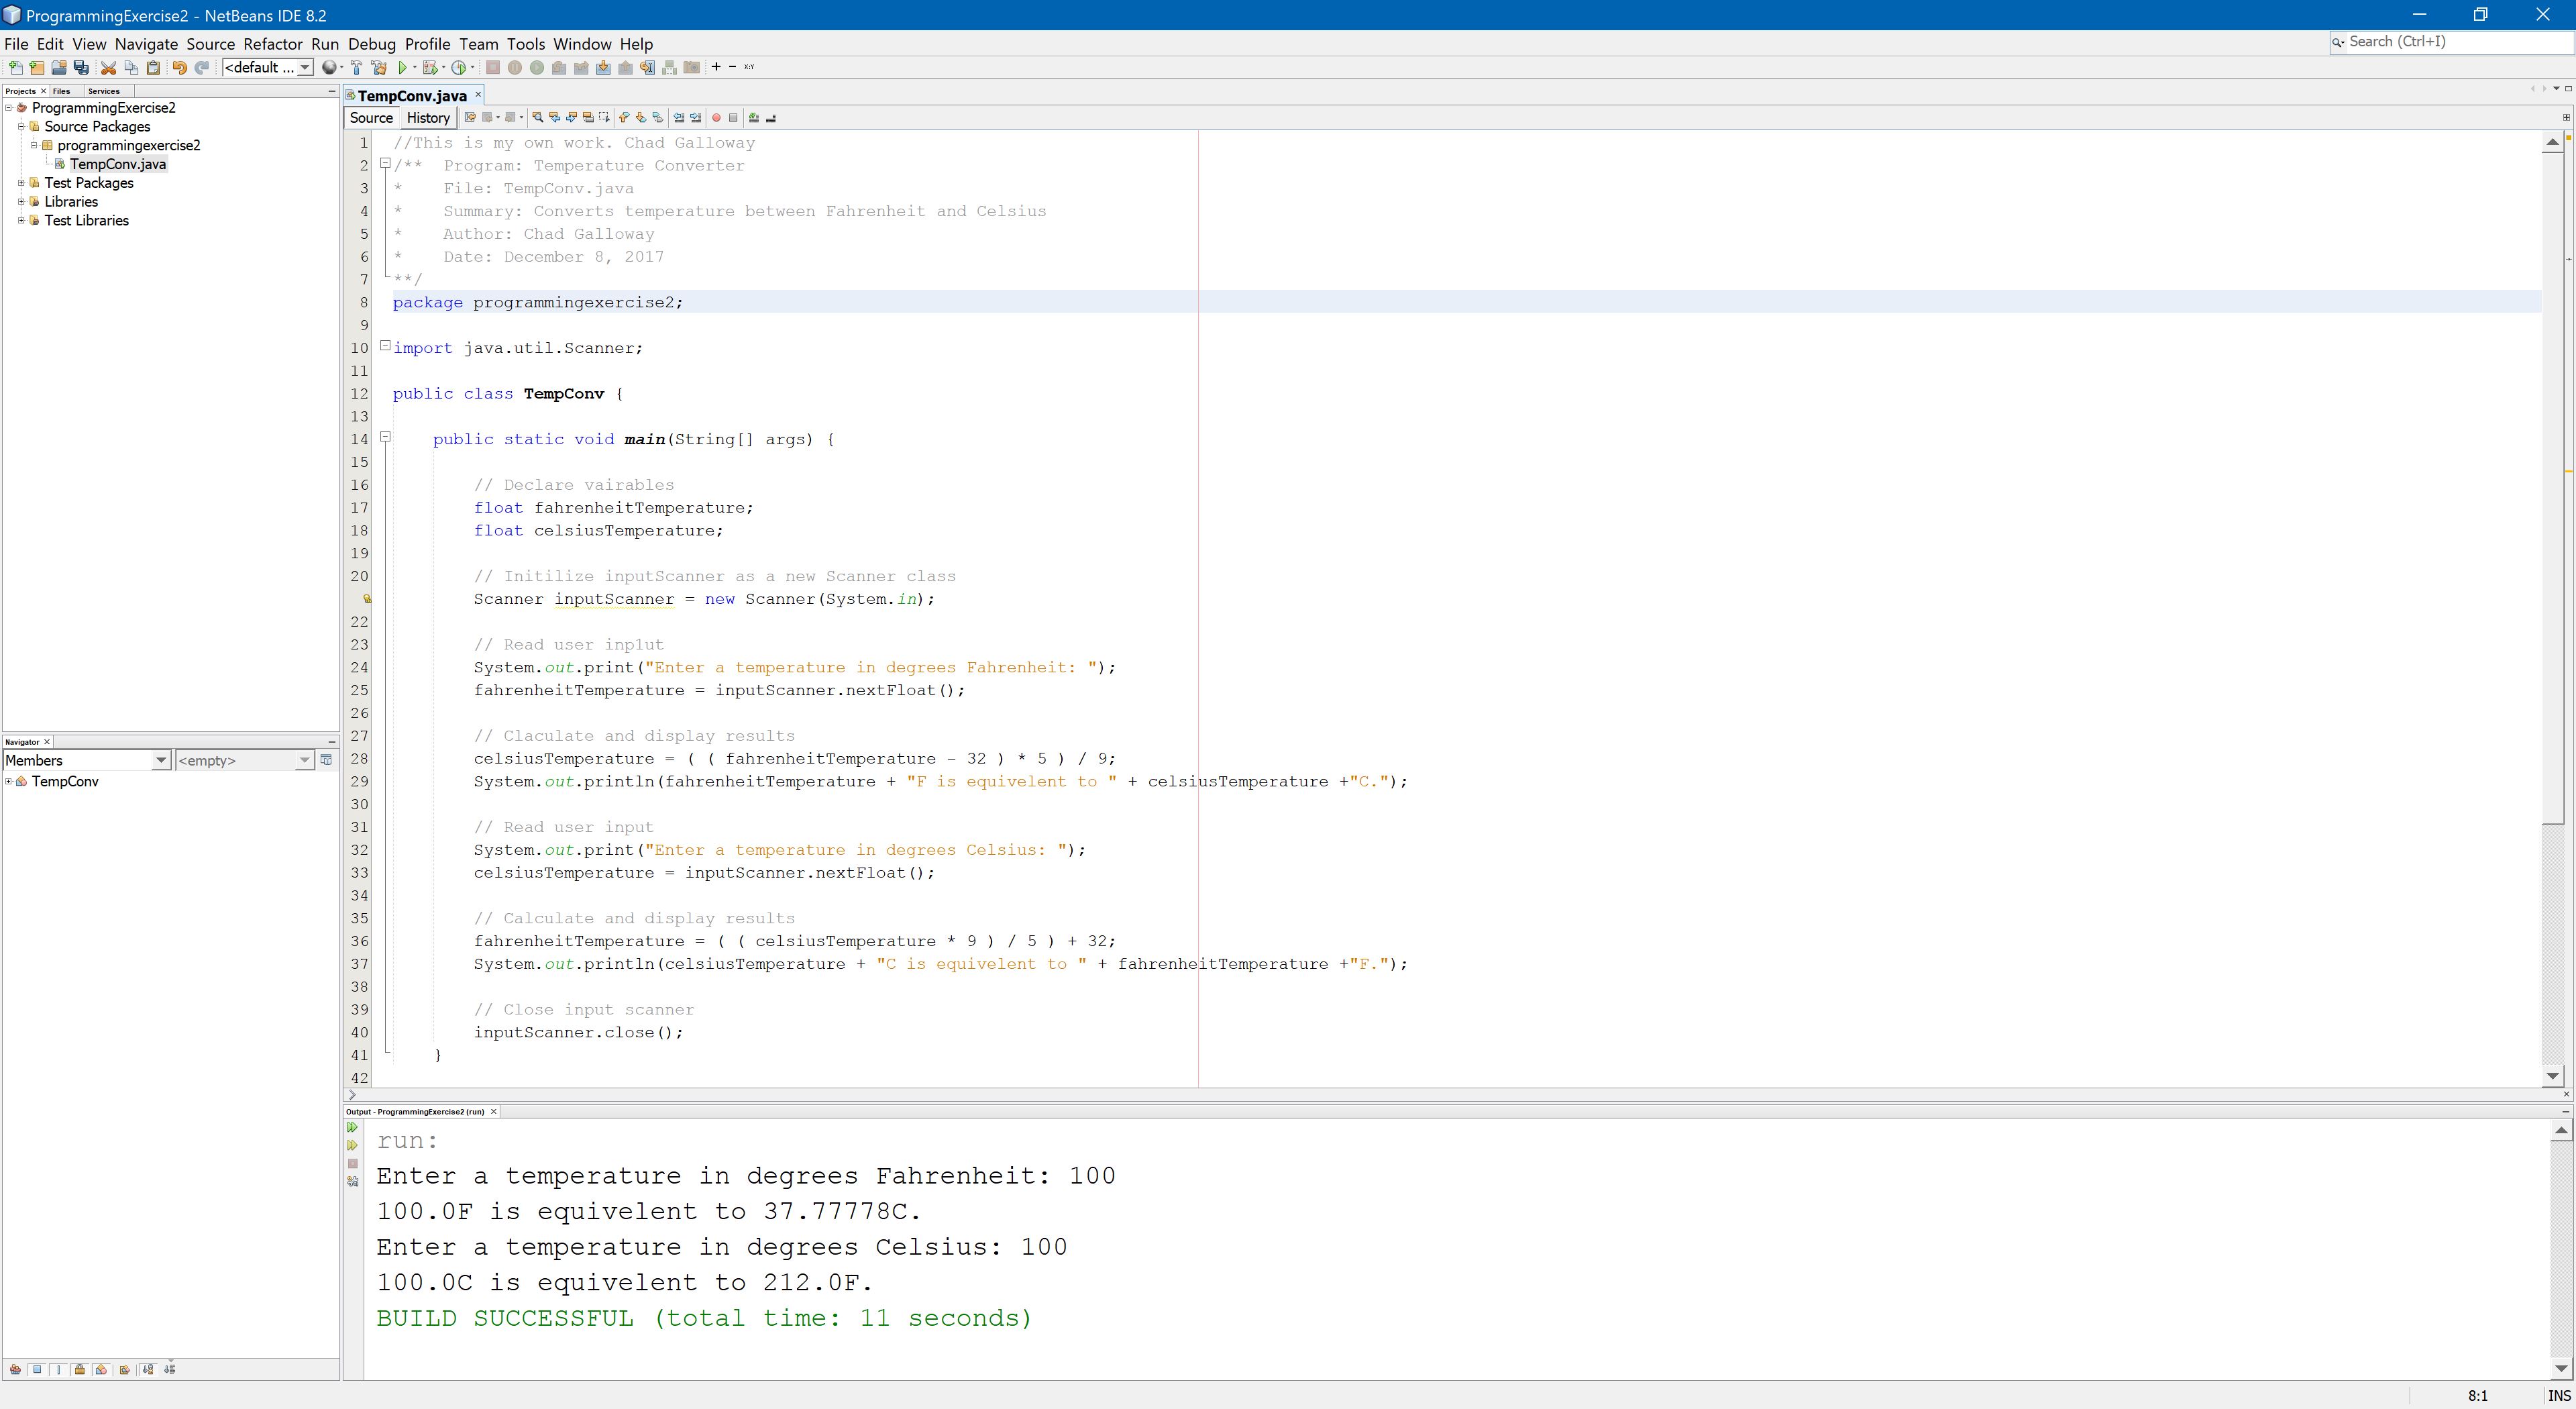 ProgrammingExercise2 - NetBeans IDE 8.2
File Edit View Navigate Source Refactor Run Debug Profile Team Tools Window Help
Search (Ctrl+I)
<default ...
Projects Files Services
ProgrammingExercise2
Source Packages
programmingexercise2
TempConv.java
Test Packages
Libraries
Test Libraries
Navigator
Members <empty>
TempConv
TempConv.java
Source History
1 //This is my own work. Chad Galloway
2 /** Program: Temperature Converter
3 * File: TempConv.java
4 * Summary: Converts temperature between Fahrenheit and Celsius
5 * Author: Chad Galloway
6 * Date: December 8, 2017
7 **/
8 package programmingexercise2;
9
10 import java.util.Scanner;
11
12 public class TempConv {
13
14 public static void main(String[] args) {
15
16 // Declare vairables
17 float fahrenheitTemperature;
18 float celsiusTemperature;
19
20 // Initilize inputScanner as a new Scanner class
Scanner inputScanner = new Scanner(System.in);
22
23 // Read user inp1ut
24 System.out.print("Enter a temperature in degrees Fahrenheit: ");
25 fahrenheitTemperature = inputScanner.nextFloat();
26
27 // Claculate and display results
28 celsiusTemperature = ( ( fahrenheitTemperature - 32 ) * 5 ) / 9;
29 System.out.println(fahrenheitTemperature + "F is equivelent to " + celsiusTemperature +"C.");
30
31 // Read user input
32 System.out.print("Enter a temperature in degrees Celsius: ");
33 celsiusTemperature = inputScanner.nextFloat();
34
35 // Calculate and display results
36 fahrenheitTemperature = ( ( celsiusTemperature * 9 ) / 5 ) + 32;
37 System.out.println(celsiusTemperature + "C is equivelent to " + fahrenheitTemperature +"F.");
38
39 // Close input scanner
40 inputScanner.close();
41 }
42
Output - ProgrammingExercise2 (run)
run:
Enter a temperature in degrees Fahrenheit: 100
100.0F is equivelent to 37.77778C.
Enter a temperature in degrees Celsius: 100
100.0C is equivelent to 212.0F.
BUILD SUCCESSFUL (total time: 11 seconds)
8:1 INS